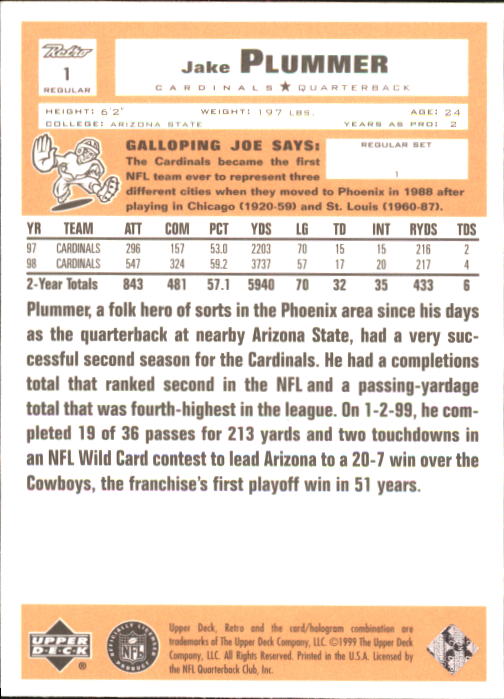 Retro
1
REGULAR
Jake PLUMMER
CARDINALS ★ QUARTERBACK
HEIGHT: 6'2" WEIGHT: 197 LBS. AGE: 24
COLLEGE: ARIZONA STATE YEARS AS PRO: 2
GALLOPING JOE SAYS:
The Cardinals became the first
NFL team ever to represent three
different cities when they moved to Phoenix in 1988 after
playing in Chicago (1920-59) and St. Louis (1960-87).
REGULAR SET
1
YR TEAM ATT COM PCT YDS LG TD INT RYDS TDS
97 CARDINALS 296 157 53.0 2203 70 15 15 216 2
98 CARDINALS 547 324 59.2 3737 57 17 20 217 4
2-Year Totals 843 481 57.1 5940 70 32 35 433 6
Plummer, a folk hero of sorts in the Phoenix area since his days
as the quarterback at nearby Arizona State, had a very suc-
cessful second season for the Cardinals. He had a completions
total that ranked second in the NFL and a passing-yardage
total that was fourth-highest in the league. On 1-2-99, he com-
pleted 19 of 36 passes for 213 yards and two touchdowns in
an NFL Wild Card contest to lead Arizona to a 20-7 win over the
Cowboys, the franchise's first playoff win in 51 years.
UPPER
DECK
®
OFFICIALLY LICENSED
NFL
PRODUCT
Upper Deck, Retro and the card/hologram combination are
trademarks of The Upper Deck Company, LLC. ©1999 The Upper Deck
Company, LLC. All Rights Reserved. Printed in the U.S.A. Licensed by
the NFL Quarterback Club, Inc.